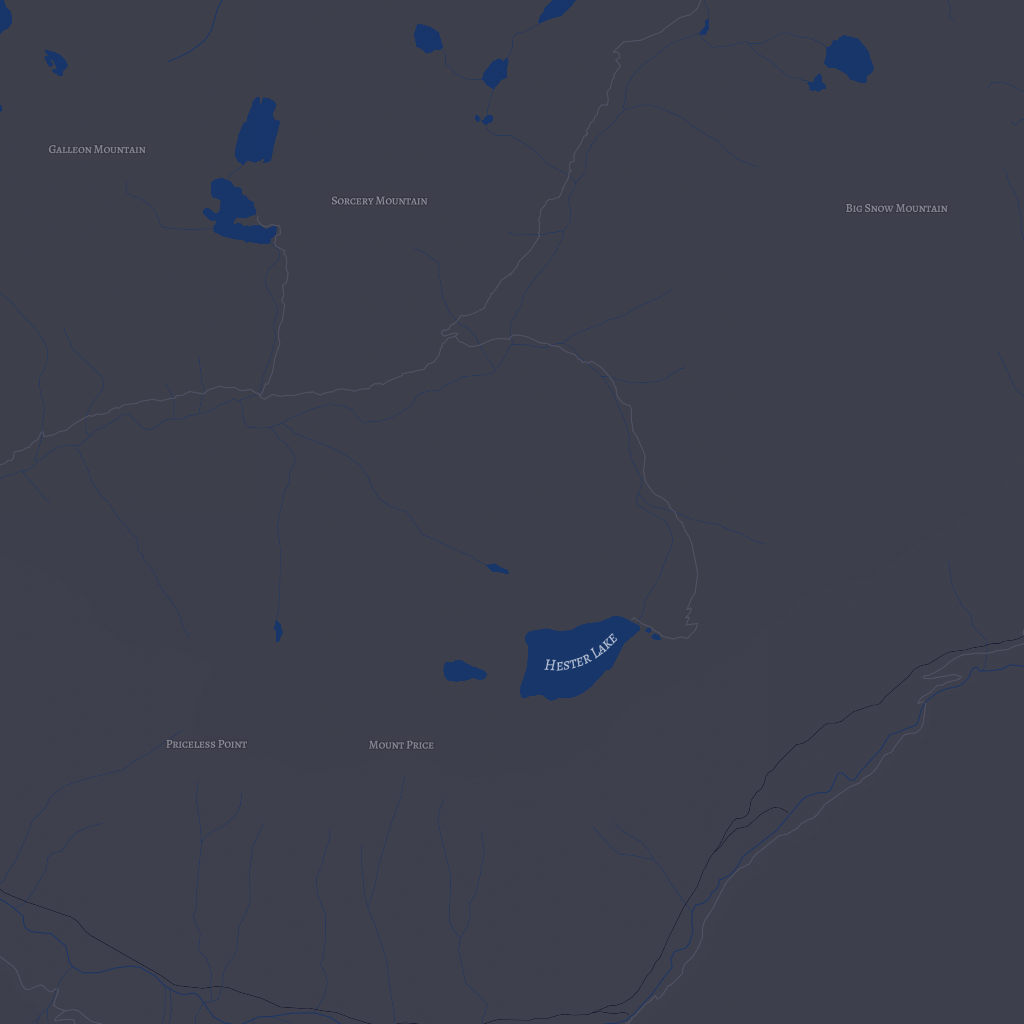 Galleon Mountain
Sorcery Mountain
Big Snow Mountain
Hester Lake
Priceless Point
Mount Price